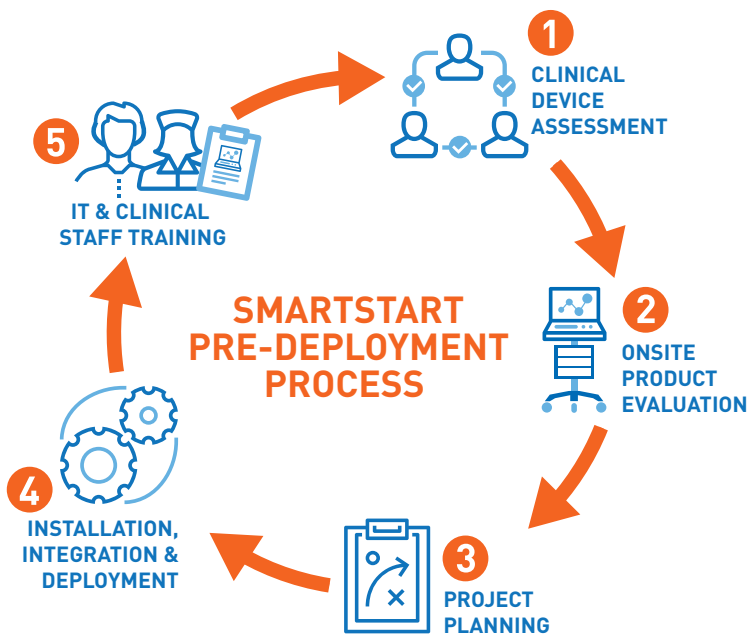 1
CLINICAL
DEVICE
ASSESSMENT
2
ONSITE
PRODUCT
EVALUATION
3
PROJECT
PLANNING
4
INSTALLATION,
INTEGRATION &
DEPLOYMENT
5
IT & CLINICAL
STAFF TRAINING
SMARTSTART
PRE-DEPLOYMENT
PROCESS